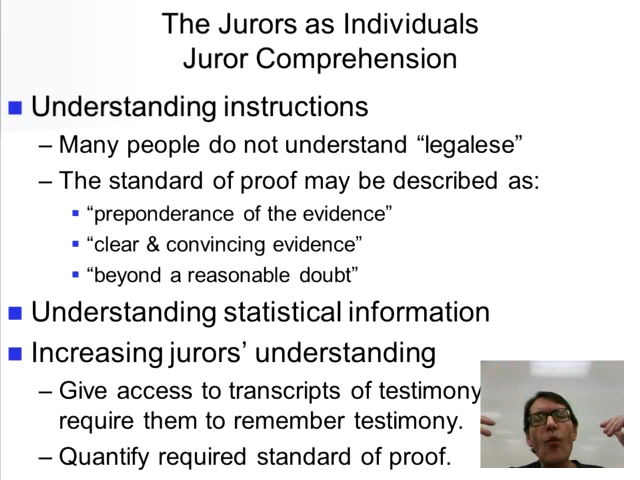 The Jurors as Individuals
Juror Comprehension
Understanding instructions
– Many people do not understand “legalese”
– The standard of proof may be described as:
“preponderance of the evidence”
“clear & convincing evidence”
“beyond a reasonable doubt”
Understanding statistical information
Increasing jurors’ understanding
– Give access to transcripts of testimony
require them to remember testimony.
– Quantify required standard of proof.